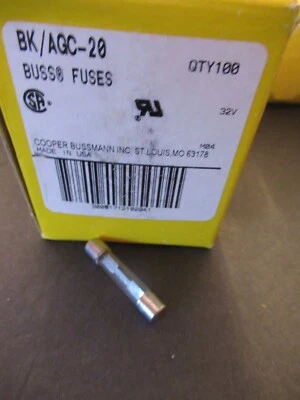 BK/AGC-20
BUSS® FUSES
QTY100
32V
M04
COOPER BUSSMANN INC. ST. LOUIS, MO 63178
MADE IN USA